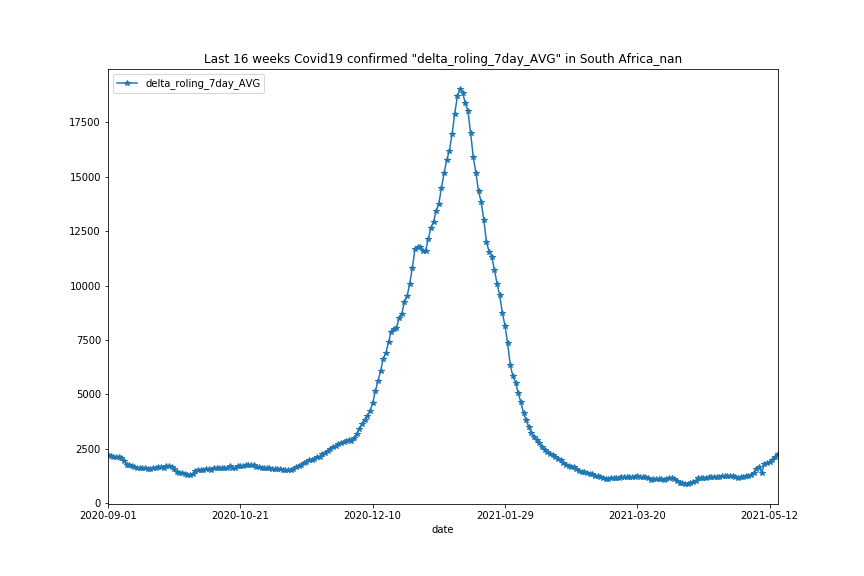 Last 16 weeks Covid19 confirmed "delta_roling_7day_AVG" in South Africa_nan
delta_roling_7day_AVG
17500
15000
12500
10000
7500
5000
2500
0
2020-09-01 2020-10-21 2020-12-10 2021-01-29 2021-03-20 2021-05-12
date